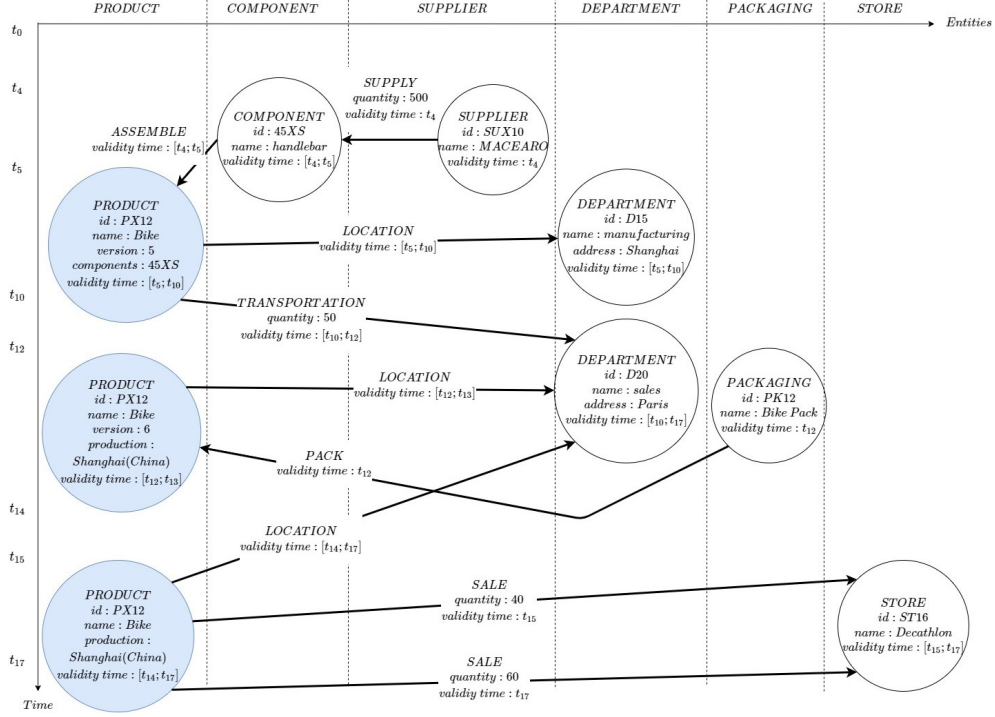 PRODUCT COMPONENT SUPPLIER DEPARTMENT PACKAGING STORE
t0
Entities
t4
SUPPLY
quantity : 500
validity time : t4
COMPONENT
id : 45XS
name : handlebar
validity time : [t4; t5]
SUPPLIER
id : SUX10
name : MACEARO
validity time : t4
ASSEMBLE
validity time : [t4; t5]
t5
PRODUCT
id : PX12
name : Bike
version : 5
components : 45XS
validity time : [t5; t10]
LOCATION
validity time : [t5; t10]
DEPARTMENT
id : D15
name : manufacturing
address : Shanghai
validity time : [t5; t10]
t10
TRANSPORTATION
quantity : 50
validity time : [t10; t12]
t12
PRODUCT
id : PX12
name : Bike
version : 6
production :
Shanghai(China)
validity time : [t12; t13]
LOCATION
validity time : [t12; t13]
DEPARTMENT
id : D20
name : sales
address : Paris
validity time : [t10; t17]
PACKAGING
id : PK12
name : Bike Pack
validity time : t12
PACK
validity time : t12
t14
LOCATION
validity time : [t14; t17]
t15
PRODUCT
id : PX12
name : Bike
production :
Shanghai(China)
validity time : [t14; t17]
SALE
quantity : 40
validity time : t15
STORE
id : ST16
name : Decathlon
validity time : [t15; t17]
t17
SALE
quantity : 60
validiy time : t17
Time